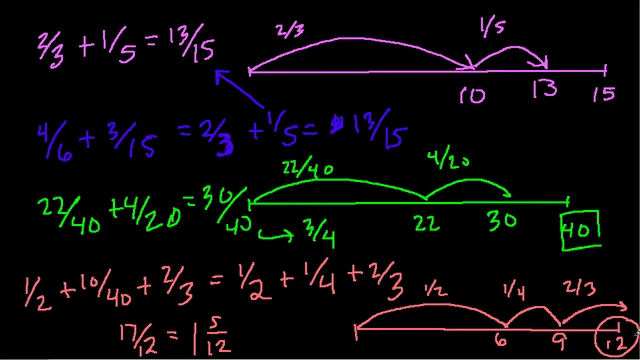 2/3 + 1/5 = 13/15
2/3 1/5
10 13 15
4/6 + 3/15 = 2/3 + 1/5 = 13/15
22/40 + 4/20 = 30/40 → 3/4
22/40 4/20
22 30 40
1/2 + 10/40 + 2/3 = 1/2 + 1/4 + 2/3
17/12 = 1 5/12
1/2 1/4 2/3
6 9 12